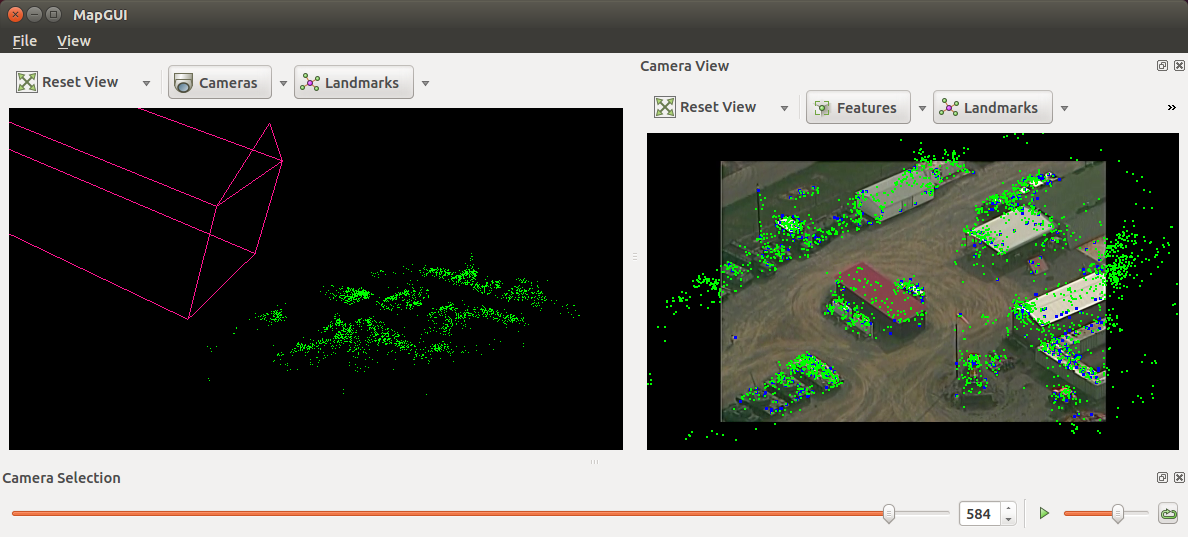 MapGUI
File View
Camera View
Reset View Cameras Landmarks
Reset View Features Landmarks »
Camera Selection
584